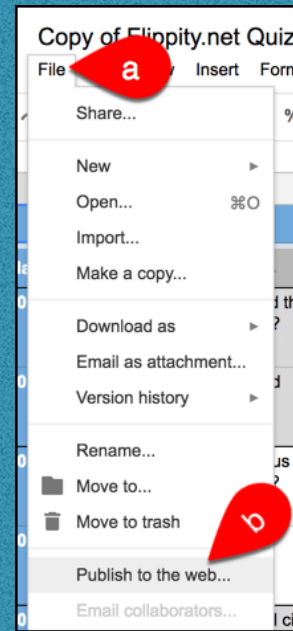 Copy of Flippity.net Quiz
File a Insert Form
%
Share...
New
Open... ⌘O
Import...
Make a copy...
Download as
Email as attachment...
Version history
Rename...
Move to...
Move to trash
b
Publish to the web...
Email collaborators...